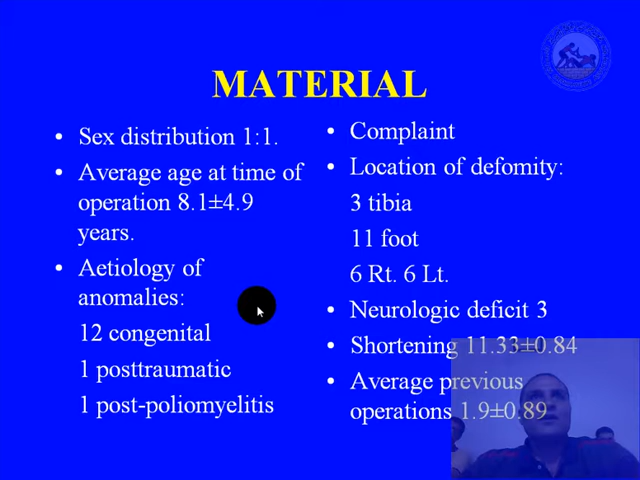 MATERIAL
• Sex distribution 1:1.
• Average age at time of
operation 8.1±4.9
years.
• Aetiology of
anomalies:
12 congenital
1 posttraumatic
1 post-poliomyelitis
• Complaint
• Location of defomity:
3 tibia
11 foot
6 Rt. 6 Lt.
• Neurologic deficit 3
• Shortening 11.33±0.84
• Average previous
operations 1.9±0.89